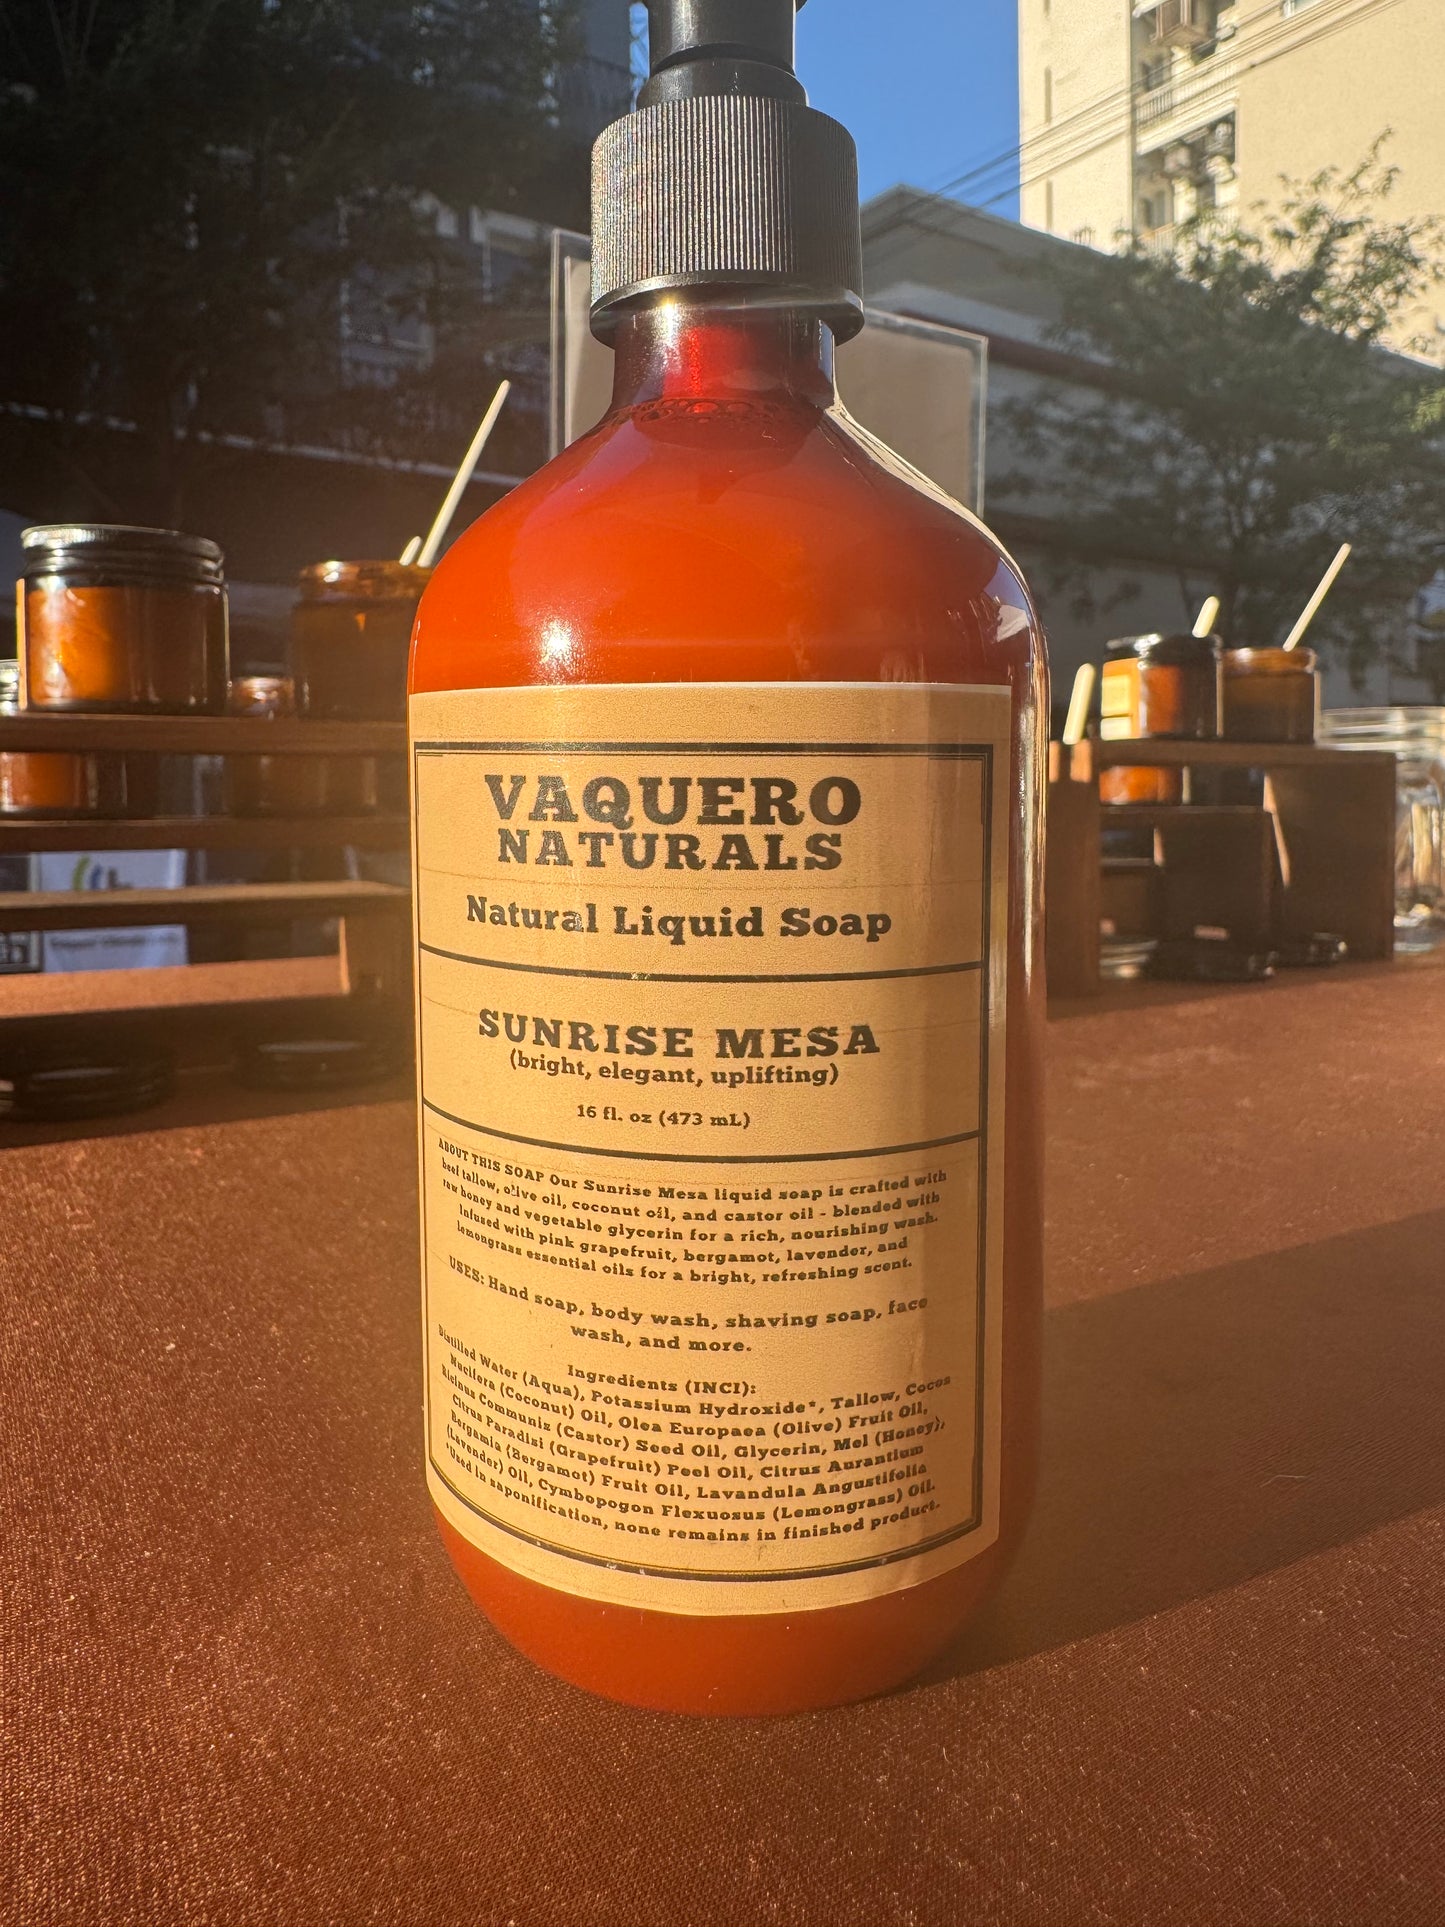 VAQUERO
NATURALS
Natural Liquid Soap
SUNRISE MESA
(bright, elegant, uplifting)
16 fl. oz (473 mL)
ABOUT THIS SOAP Our Sunrise Mesa liquid soap is crafted with
beef tallow, olive oil, coconut oil, and castor oil - blended with
raw honey and vegetable glycerin for a rich, nourishing wash.
Infused with pink grapefruit, bergamot, lavender, and
lemongrass essential oils for a bright, refreshing scent.
USES: Hand soap, body wash, shaving soap, face
wash, and more.
Ingredients (INCI):
Distilled Water (Aqua), Potassium Hydroxide*, Tallow, Cocos
Nucifera (Coconut) Oil, Olea Europaea (Olive) Fruit Oil,
Ricinus Communis (Castor) Seed Oil, Glycerin, Mel (Honey),
Citrus Paradisi (Grapefruit) Peel Oil, Citrus Aurantium
Bergamia (Bergamot) Fruit Oil, Lavandula Angustifolia
(Lavender) Oil, Cymbopogon Flexuosus (Lemongrass) Oil.
*Used in saponification, none remains in finished product.